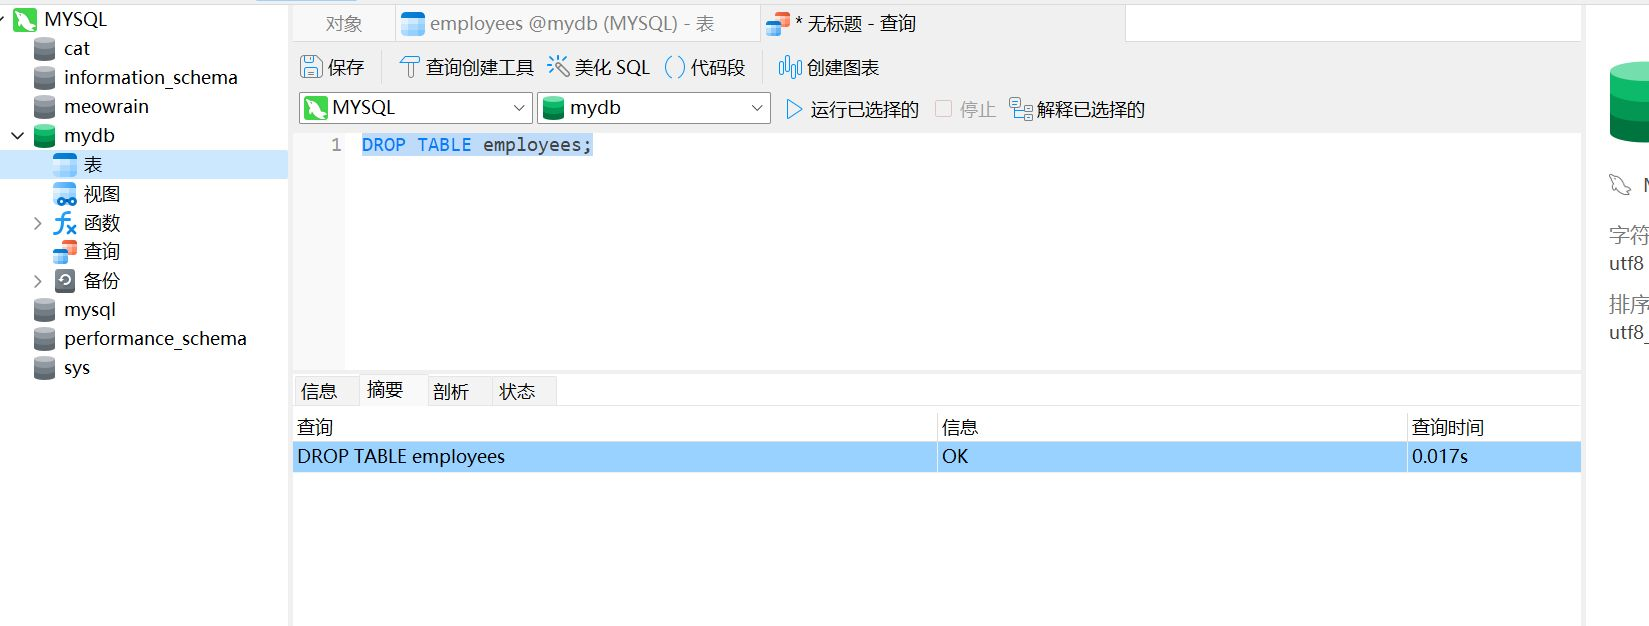 MYSQL
cat
information_schema
meowrain
mydb
表
视图
函数
查询
备份
mysql
performance_schema
sys
对象
employees @mydb (MYSQL) - 表
* 无标题 - 查询
保存
查询创建工具
美化 SQL
代码段
创建图表
MYSQL
mydb
运行已选择的
停止
解释已选择的
1 DROP TABLE employees;
信息 摘要 剖析 状态
查询 信息 查询时间
DROP TABLE employees OK 0.017s
字符
utf8
排序
utf8_